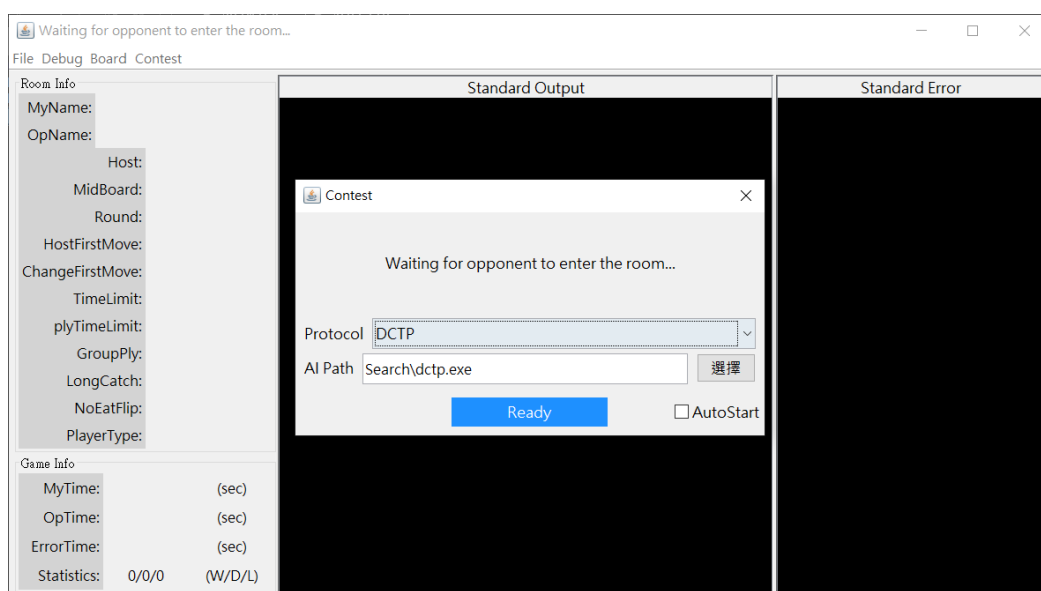 Waiting for opponent to enter the room...
File Debug Board Contest
Room Info
MyName:
OpName:
Host:
MidBoard:
Round:
HostFirstMove:
ChangeFirstMove:
TimeLimit:
plyTimeLimit:
GroupPly:
LongCatch:
NoEatFlip:
PlayerType:
Game Info
MyTime: (sec)
OpTime: (sec)
ErrorTime: (sec)
Statistics: 0/0/0 (W/D/L)
Standard Output
Contest
Waiting for opponent to enter the room...
Protocol DCTP
AI Path Search\dctp.exe 選擇
Ready AutoStart
Standard Error